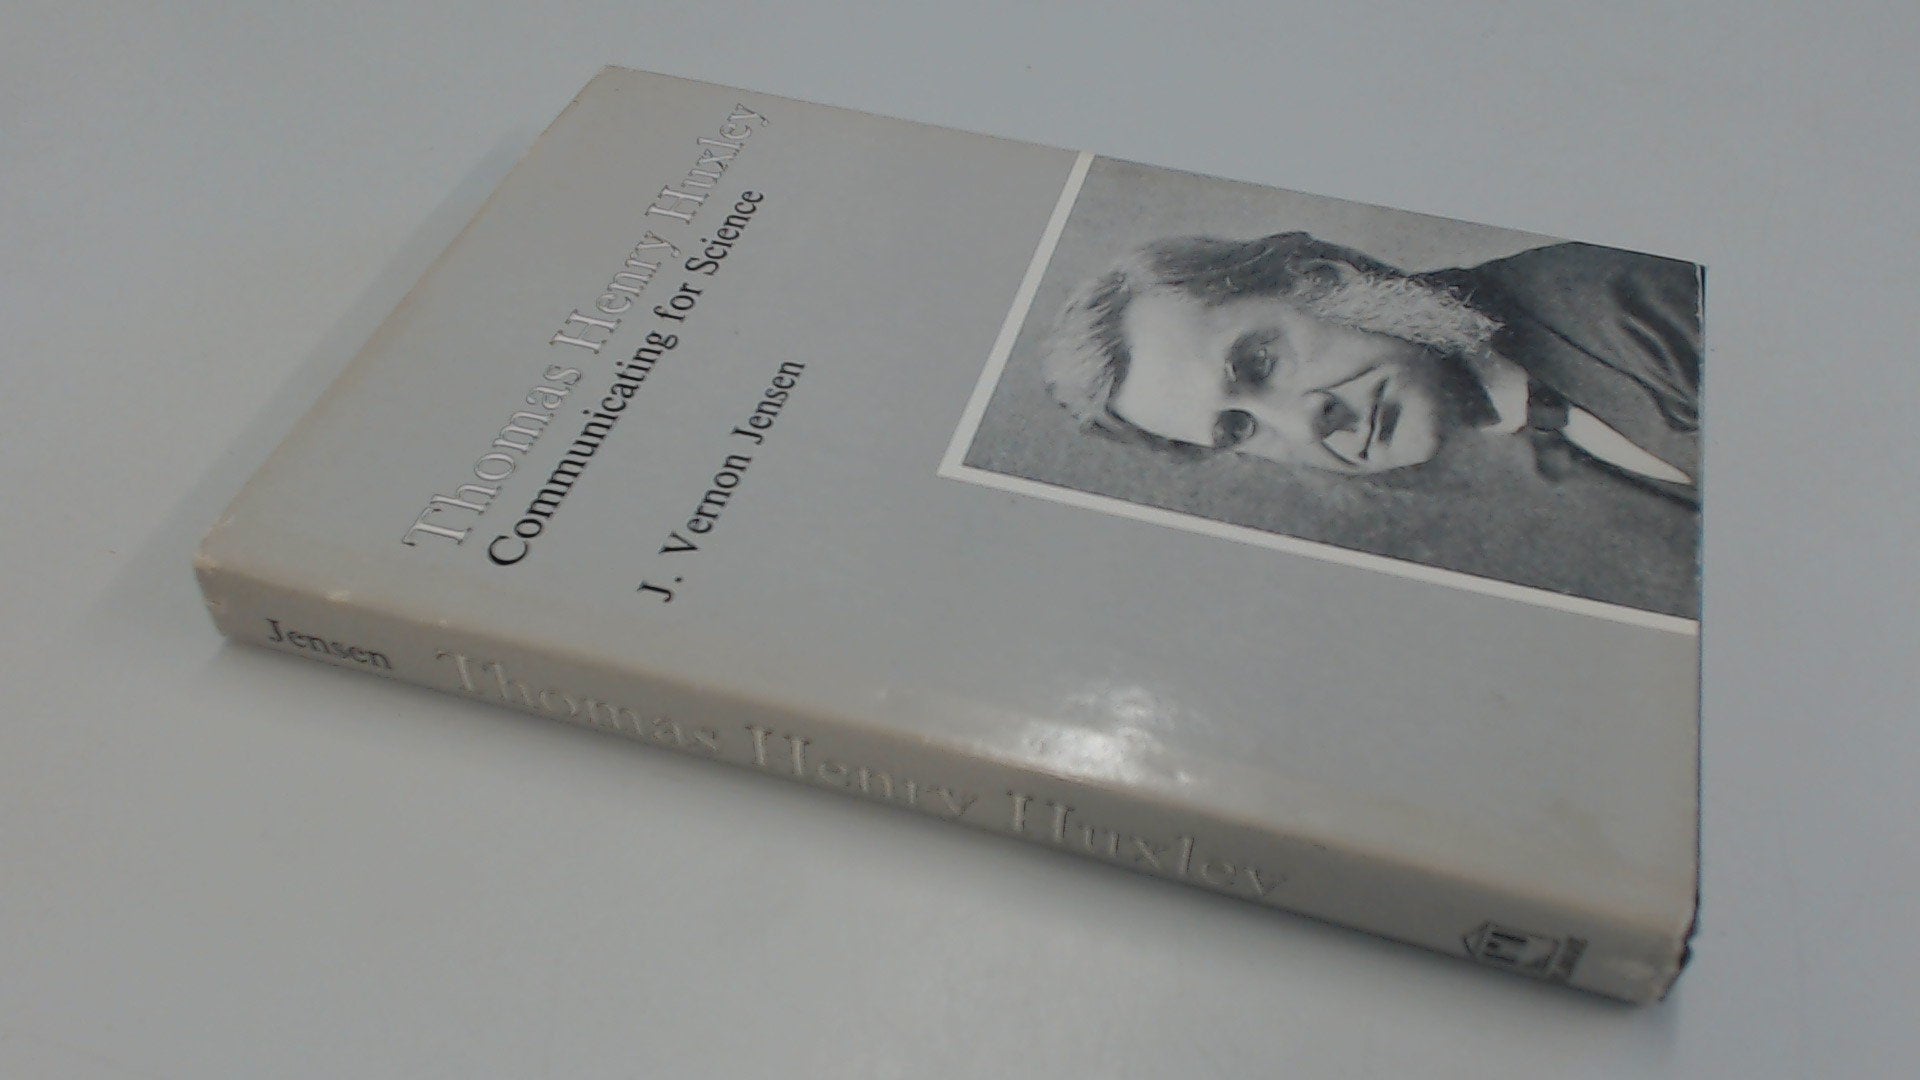 Thomas Henry Huxley
Communicating for Science
J. Vernon Jensen
Jensen Thomas Henry Huxley